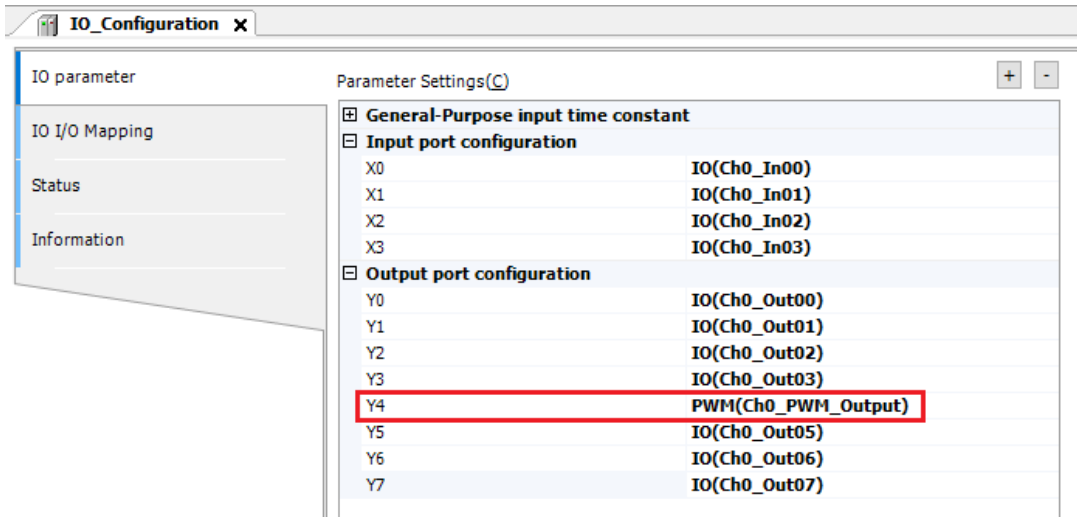 IO_Configuration x
IO parameter
IO I/O Mapping
Status
Information
Parameter Settings(C)
+ -
General-Purpose input time constant
Input port configuration
X0 IO(Ch0_In00)
X1 IO(Ch0_In01)
X2 IO(Ch0_In02)
X3 IO(Ch0_In03)
Output port configuration
Y0 IO(Ch0_Out00)
Y1 IO(Ch0_Out01)
Y2 IO(Ch0_Out02)
Y3 IO(Ch0_Out03)
Y4 PWM(Ch0_PWM_Output)
Y5 IO(Ch0_Out05)
Y6 IO(Ch0_Out06)
Y7 IO(Ch0_Out07)